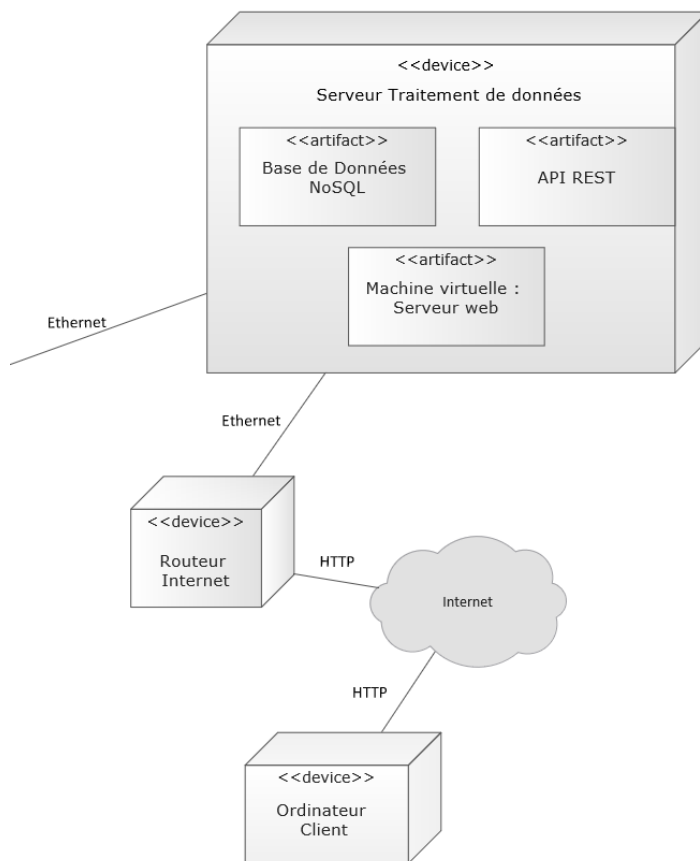 <<device>>
Serveur Traitement de données
<<artifact>>
Base de Données
NoSQL
<<artifact>>
API REST
<<artifact>>
Machine virtuelle :
Serveur web
Ethernet
Ethernet
<<device>>
Routeur
Internet
HTTP
Internet
HTTP
<<device>>
Ordinateur
Client